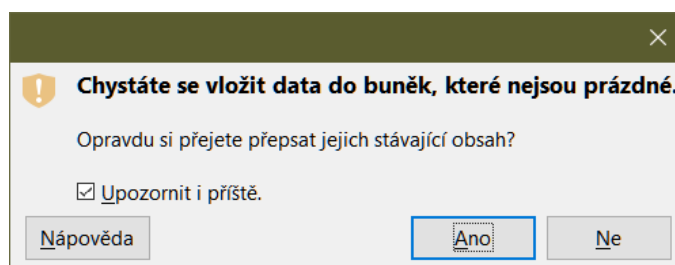 Chystáte se vložit data do buněk, které nejsou prázdné.
Opravdu si přejete přepsat jejich stávající obsah?
Upozornit i příště.
Nápověda Ano Ne